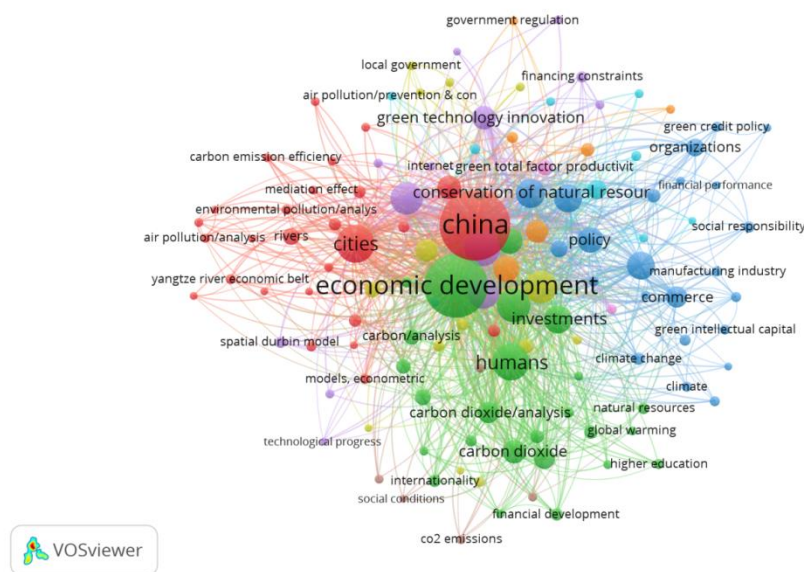 government regulation
local government
financing constraints
air pollution/prevention & con
green technology innovation
green credit policy
organizations
carbon emission efficiency
internet
green total factor productivit
mediation effect
conservation of natural resour
financial performance
environmental pollution/analys
china
social responsibility
air pollution/analysis
rivers
cities
policy
manufacturing industry
yangtze river economic belt
economic development
commerce
investments
green intellectual capital
spatial durbin model
carbon/analysis
humans
climate change
models, econometric
climate
carbon dioxide/analysis
natural resources
global warming
technological progress
carbon dioxide
higher education
internationality
social conditions
financial development
co2 emissions
VOSviewer